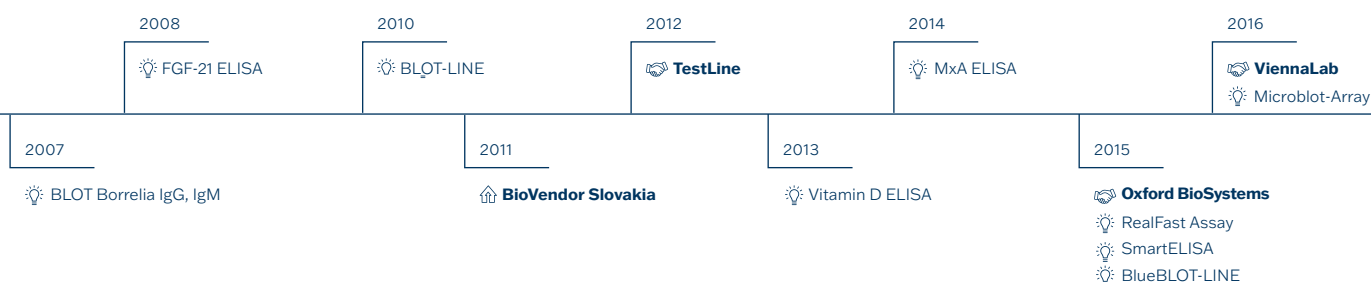 2008
FGF-21 ELISA
2010
BLOT-LINE
2012
TestLine
2014
MxA ELISA
2016
ViennaLab
Microblot-Array
2007
BLOT Borrelia IgG, IgM
2011
BioVendor Slovakia
2013
Vitamin D ELISA
2015
Oxford BioSystems
RealFast Assay
SmartELISA
BlueBLOT-LINE